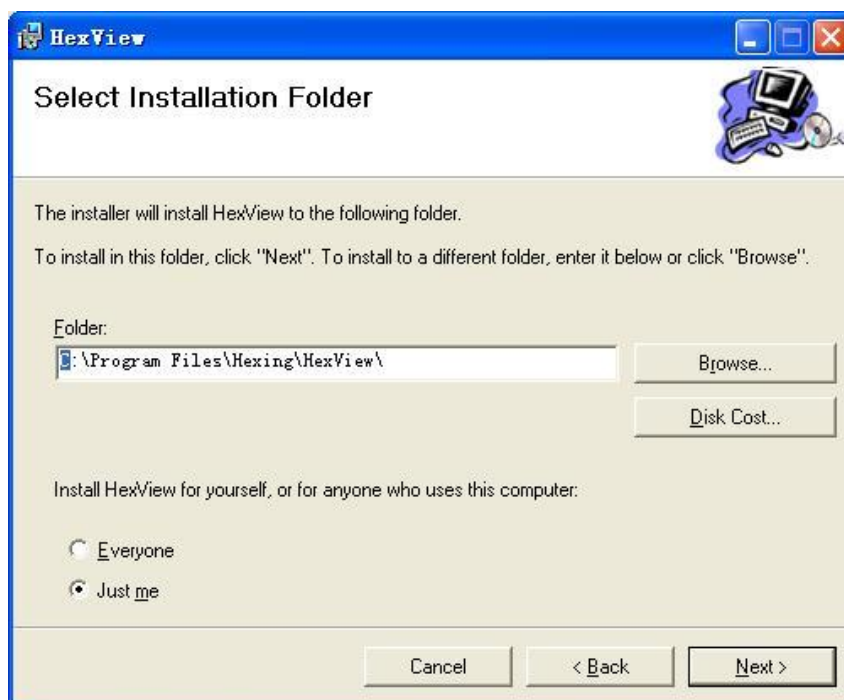 HexView
Select Installation Folder
The installer will install HexView to the following folder.
To install in this folder, click "Next". To install to a different folder, enter it below or click "Browse".
Folder:
C:\Program Files\Hexing\HexView\
Browse...
Disk Cost...
Install HexView for yourself, or for anyone who uses this computer:
Everyone
Just me
Cancel
< Back
Next >